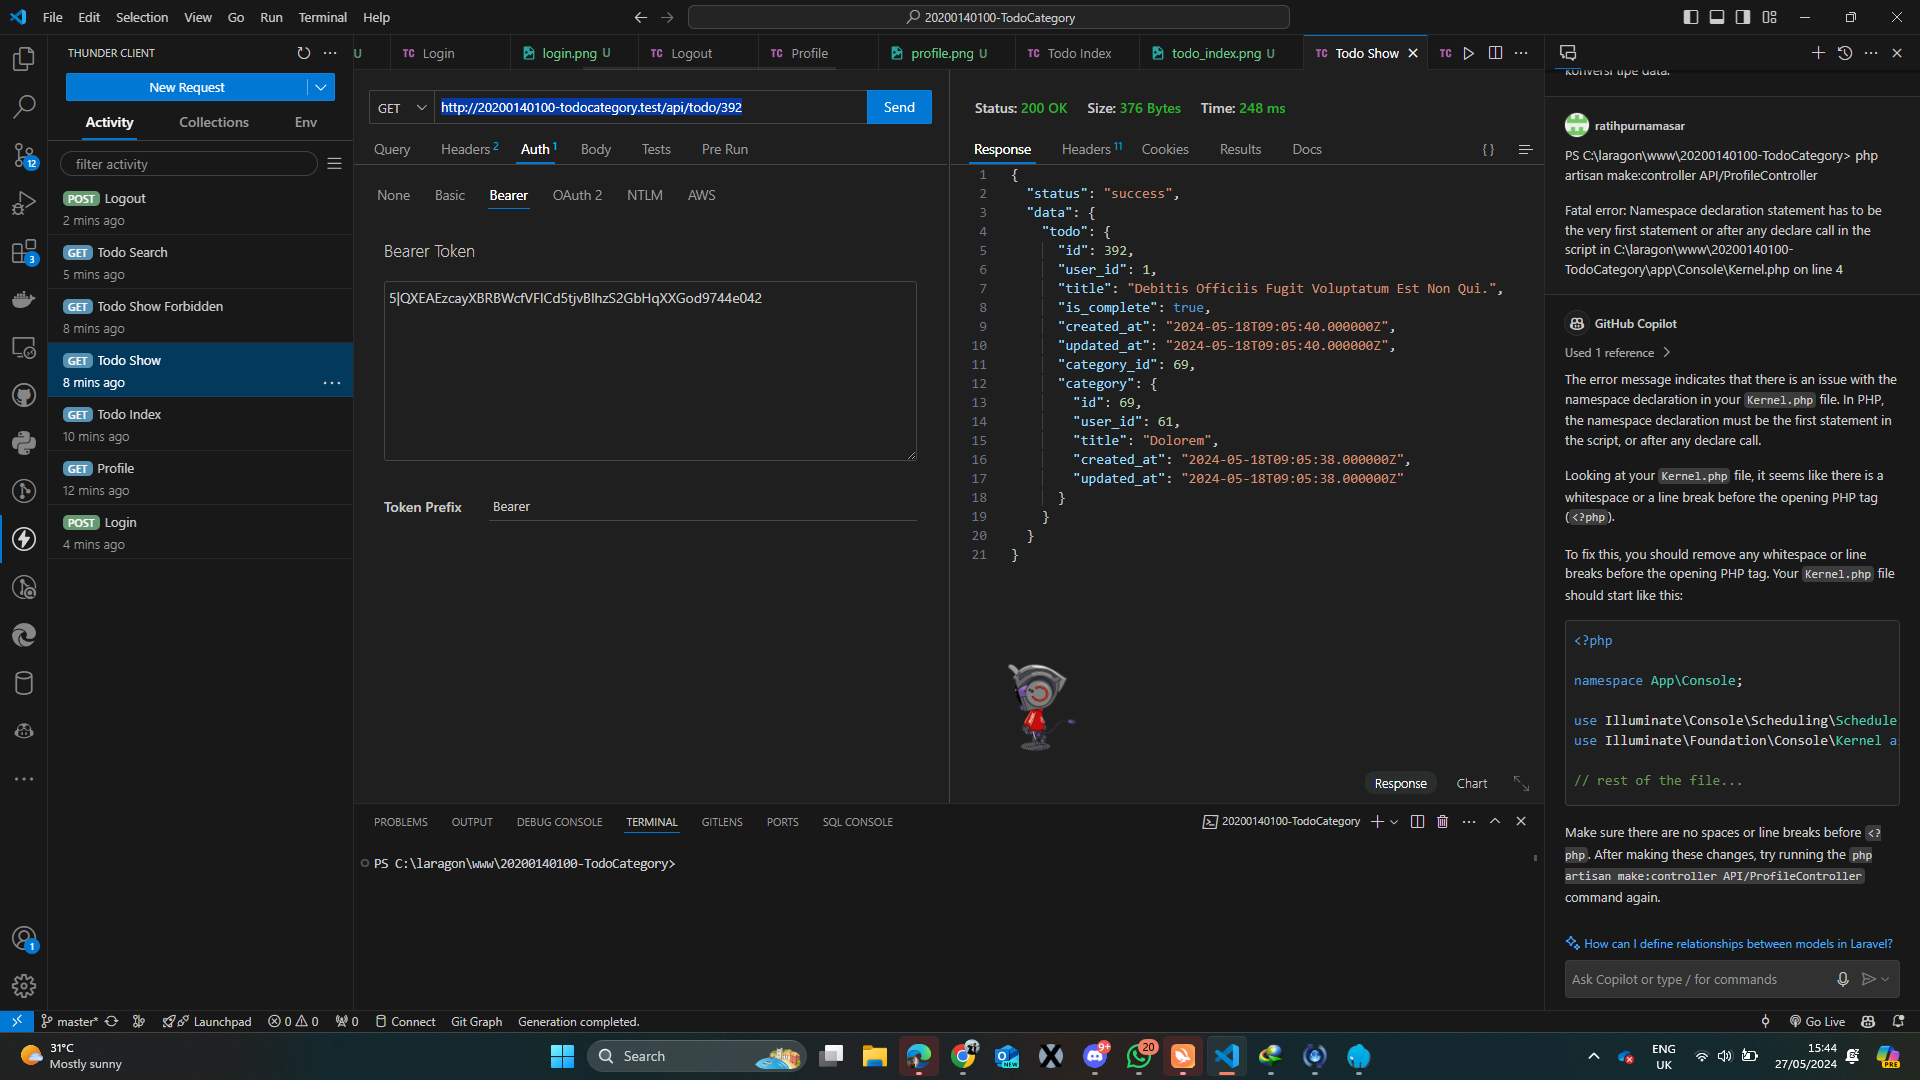 File Edit Selection View Go Run Terminal Help
20200140100-TodoCategory
THUNDER CLIENT
New Request
Activity Collections Env
filter activity
POST Logout
2 mins ago
GET Todo Search
5 mins ago
GET Todo Show Forbidden
8 mins ago
GET Todo Show
8 mins ago
GET Todo Index
10 mins ago
GET Profile
12 mins ago
POST Login
4 mins ago
12
3
1
U TC Login login.png U TC Logout TC Profile profile.png U TC Todo Index todo_index.png U TC Todo Show TC
GET http://20200140100-todocategory.test/api/todo/392 Send
Query Headers 2 Auth 1 Body Tests Pre Run
None Basic Bearer OAuth 2 NTLM AWS
Bearer Token
5|QXEAEzcayXBRBWcfVFICd5tjvBlhzS2GbHqXXGod9744e042
Token Prefix Bearer
Status: 200 OK Size: 376 Bytes Time: 248 ms
Response Headers 11 Cookies Results Docs { }
1 {
2 "status": "success",
3 "data": {
4 "todo": {
5 "id": 392,
6 "user_id": 1,
7 "title": "Debitis Officiis Fugit Voluptatum Est Non Qui.",
8 "is_complete": true,
9 "created_at": "2024-05-18T09:05:40.000000Z",
10 "updated_at": "2024-05-18T09:05:40.000000Z",
11 "category_id": 69,
12 "category": {
13 "id": 69,
14 "user_id": 61,
15 "title": "Dolorem",
16 "created_at": "2024-05-18T09:05:38.000000Z",
17 "updated_at": "2024-05-18T09:05:38.000000Z"
18 }
19 }
20 }
21 }
Response Chart
PROBLEMS OUTPUT DEBUG CONSOLE TERMINAL GITLENS PORTS SQL CONSOLE
20200140100-TodoCategory
PS C:\laragon\www\20200140100-TodoCategory>
konversi tipe data.
ratihpurnamasar
PS C:\laragon\www\20200140100-TodoCategory> php
artisan make:controller API/ProfileController
Fatal error: Namespace declaration statement has to be
the very first statement or after any declare call in the
script in C:\laragon\www\20200140100-
TodoCategory\app\Console\Kernel.php on line 4
GitHub Copilot
Used 1 reference
The error message indicates that there is an issue with the
namespace declaration in your Kernel.php file. In PHP,
the namespace declaration must be the first statement in
the script, or after any declare call.
Looking at your Kernel.php file, it seems like there is a
whitespace or a line break before the opening PHP tag
(<?php).
To fix this, you should remove any whitespace or line
breaks before the opening PHP tag. Your Kernel.php file
should start like this:
<?php
namespace App\Console;
use Illuminate\Console\Scheduling\Schedule
use Illuminate\Foundation\Console\Kernel a
// rest of the file...
Make sure there are no spaces or line breaks before <?
php. After making these changes, try running the php
artisan make:controller API/ProfileController
command again.
How can I define relationships between models in Laravel?
Ask Copilot or type / for commands
master* Launchpad 0 0 0 Connect Git Graph Generation completed. Go Live
31°C
Mostly sunny
Search
NEW
9+
20
ENG
UK
15:44
27/05/2024
PRE